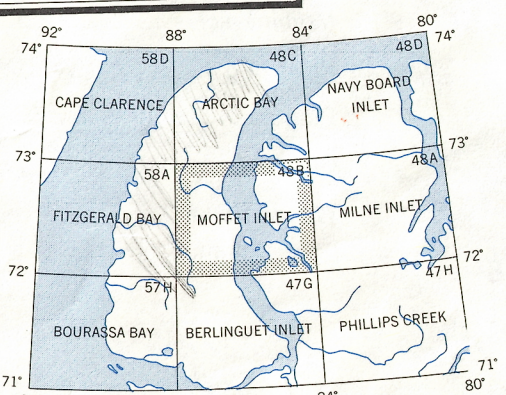 92° 88° 84° 80°
74° 58D 48C 48D 74°
CAPE CLARENCE ARCTIC BAY NAVY BOARD
INLET
73° 73°
58A 48B 48A
FITZGERALD BAY MOFFET INLET MILNE INLET
72° 72°
57H 47G 47H
BOURASSA BAY BERLINGUET INLET PHILLIPS CREEK
71° 71°
84° 80°